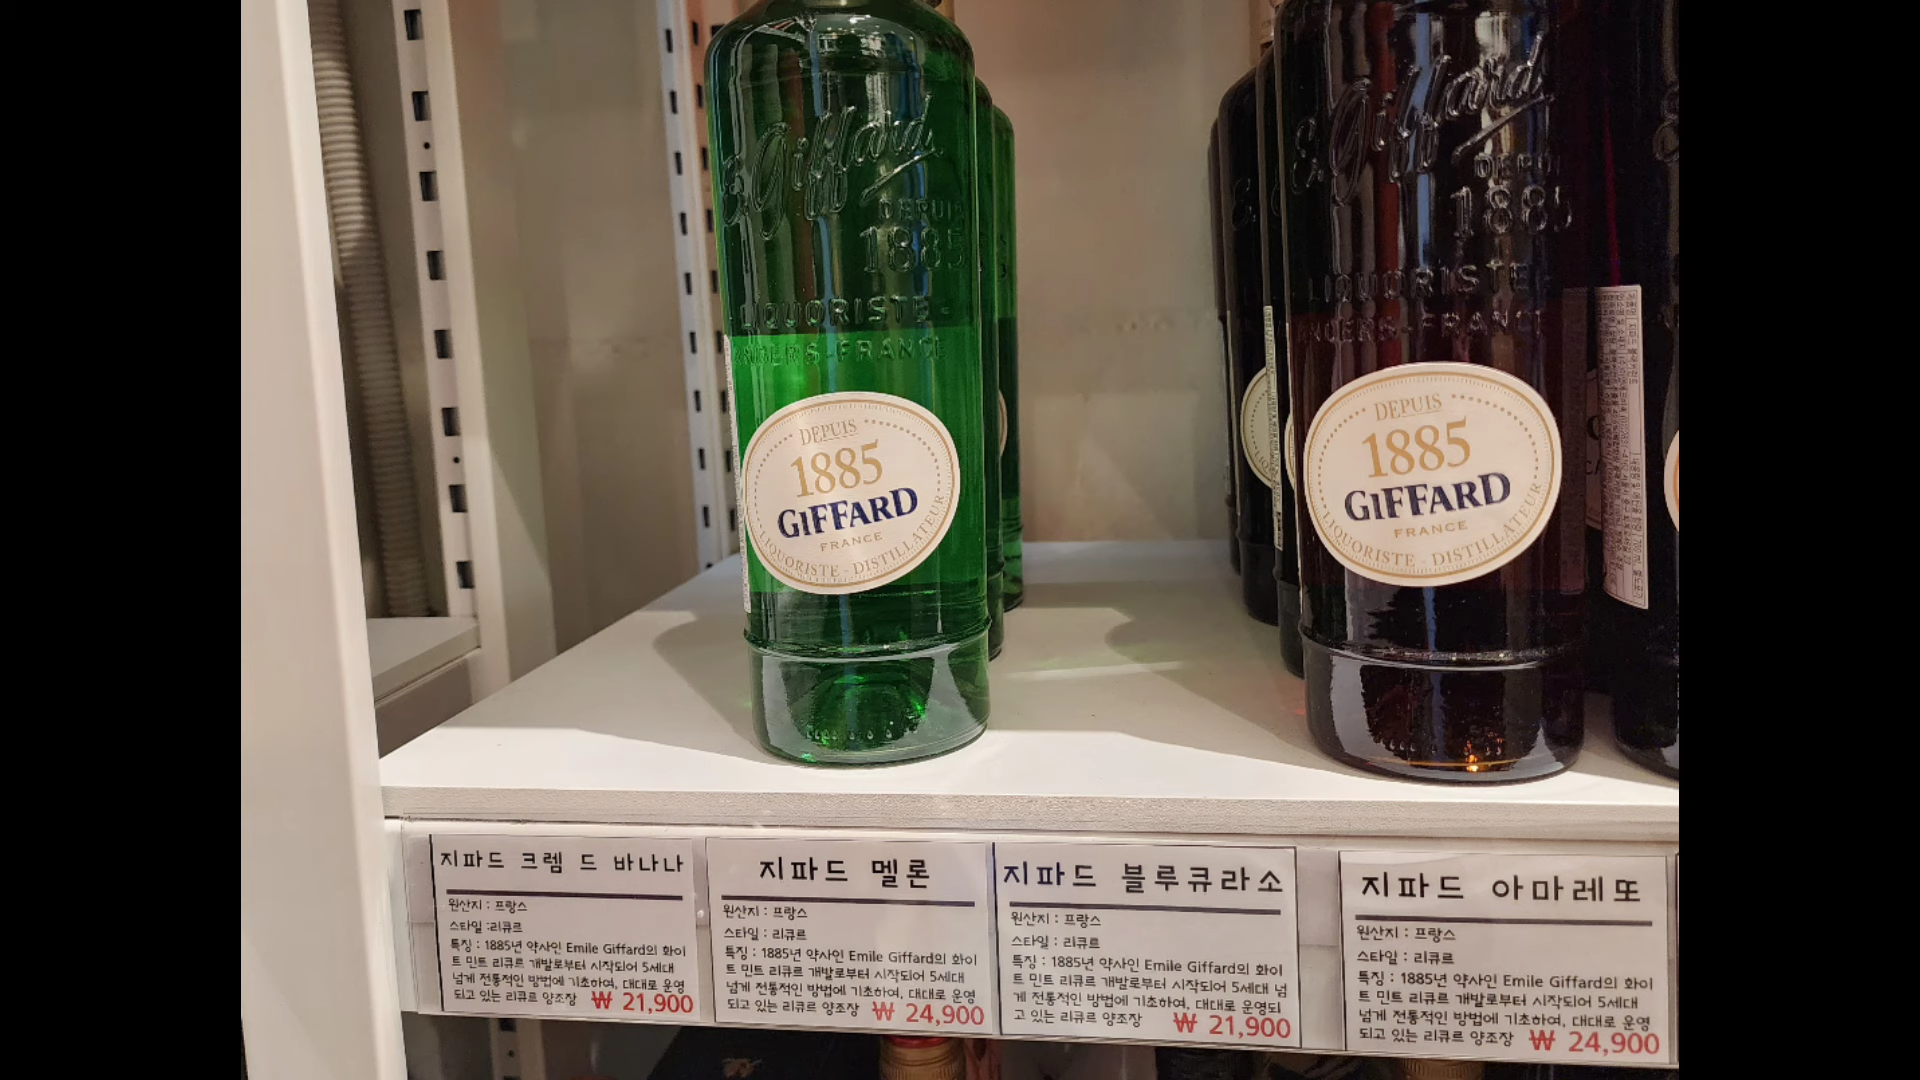 E. Giffard
DEPUIS
1885
LIQUORISTE-
ANGERS-FRANCE
DEPUIS
1885
GIFFARD
FRANCE
LIQUORISTE - DISTILLATEUR
E. Giffard
DEPUIS
1885
LIQUORISTE
ANGERS-FRANCE
DEPUIS
1885
GIFFARD
FRANCE
LIQUORISTE - DISTILLATEUR
지파드 크렘 드 바나나
원산지 : 프랑스
스타일 :리큐르
특징 : 1885년 약사인 Emile Giffard의 화이
트 민트 리큐르 개발로부터 시작되어 5세대
넘게 전통적인 방법에 기초하여, 대대로 운영
되고 있는 리큐르 양조장 ₩ 21,900
지파드 멜론
원산지 : 프랑스
스타일 : 리큐르
특징 : 1885년 약사인 Emile Giffard의 화이
트 민트 리큐르 개발로부터 시작되어 5세대
넘게 전통적인 방법에 기초하여, 대대로 운영
되고 있는 리큐르 양조장 ₩ 24,900
지파드 블루큐라소
원산지 : 프랑스
스타일 : 리큐르
특징 : 1885년 약사인 Emile Giffard의 화이
트 민트 리큐르 개발로부터 시작되어 5세대 넘
게 전통적인 방법에 기초하여, 대대로 운영되
고 있는 리큐르 양조장 ₩ 21,900
지파드 아마레또
원산지 : 프랑스
스타일 : 리큐르
특징 : 1885년 약사인 Emile Giffard의 화이
트 민트 리큐르 개발로부터 시작되어 5세대
넘게 전통적인 방법에 기초하여, 대대로 운영
되고 있는 리큐르 양조장 ₩ 24,900